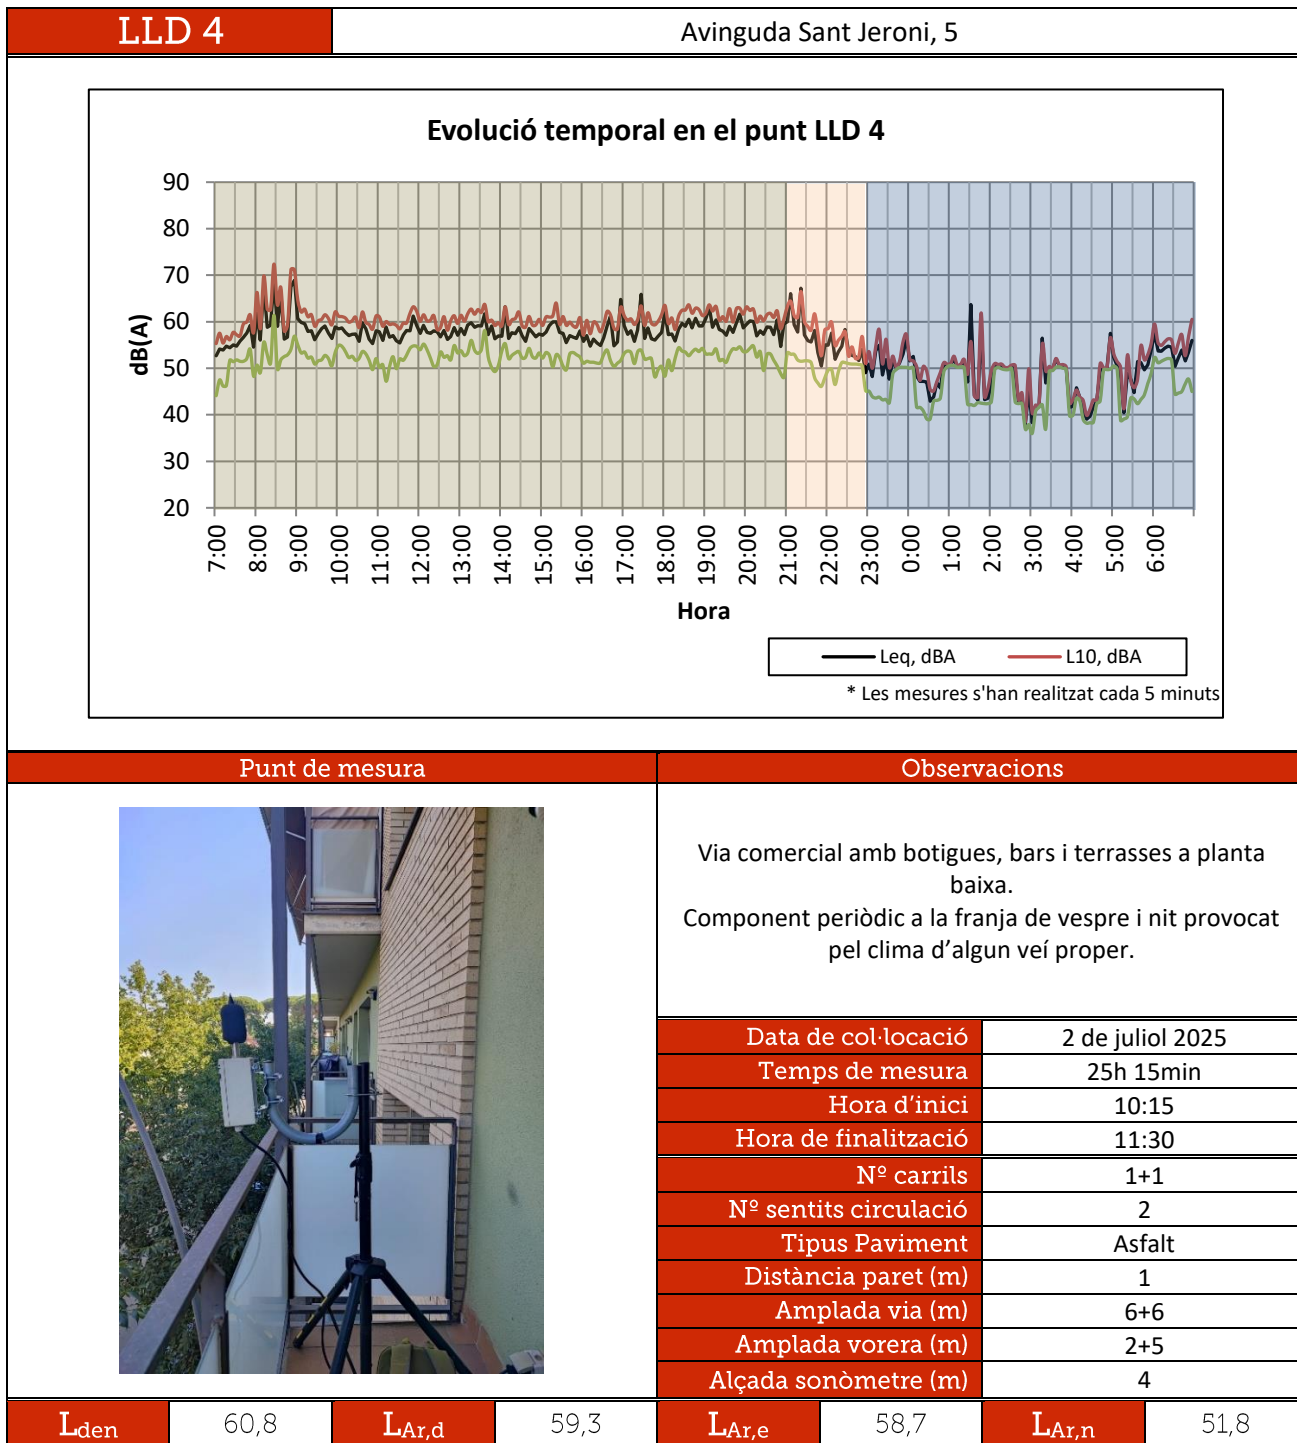 LLD 4
Avinguda Sant Jeroni, 5
Evolució temporal en el punt LLD 4
dB(A)
90
80
70
60
50
40
30
20
7:00
8:00
9:00
10:00
11:00
12:00
13:00
14:00
15:00
16:00
17:00
18:00
19:00
20:00
21:00
22:00
23:00
0:00
1:00
2:00
3:00
4:00
5:00
6:00
Hora
Leq, dBA L10, dBA
* Les mesures s'han realitzat cada 5 minuts
Punt de mesura
Observacions
Via comercial amb botigues, bars i terrasses a planta
baixa.
Component periòdic a la franja de vespre i nit provocat
pel clima d’algun veí proper.
Data de col·locació 2 de juliol 2025
Temps de mesura 25h 15min
Hora d’inici 10:15
Hora de finalització 11:30
Nº carrils 1+1
Nº sentits circulació 2
Tipus Paviment Asfalt
Distància paret (m) 1
Amplada via (m) 6+6
Amplada vorera (m) 2+5
Alçada sonòmetre (m) 4
Lden 60,8 LAr,d 59,3 LAr,e 58,7 LAr,n 51,8